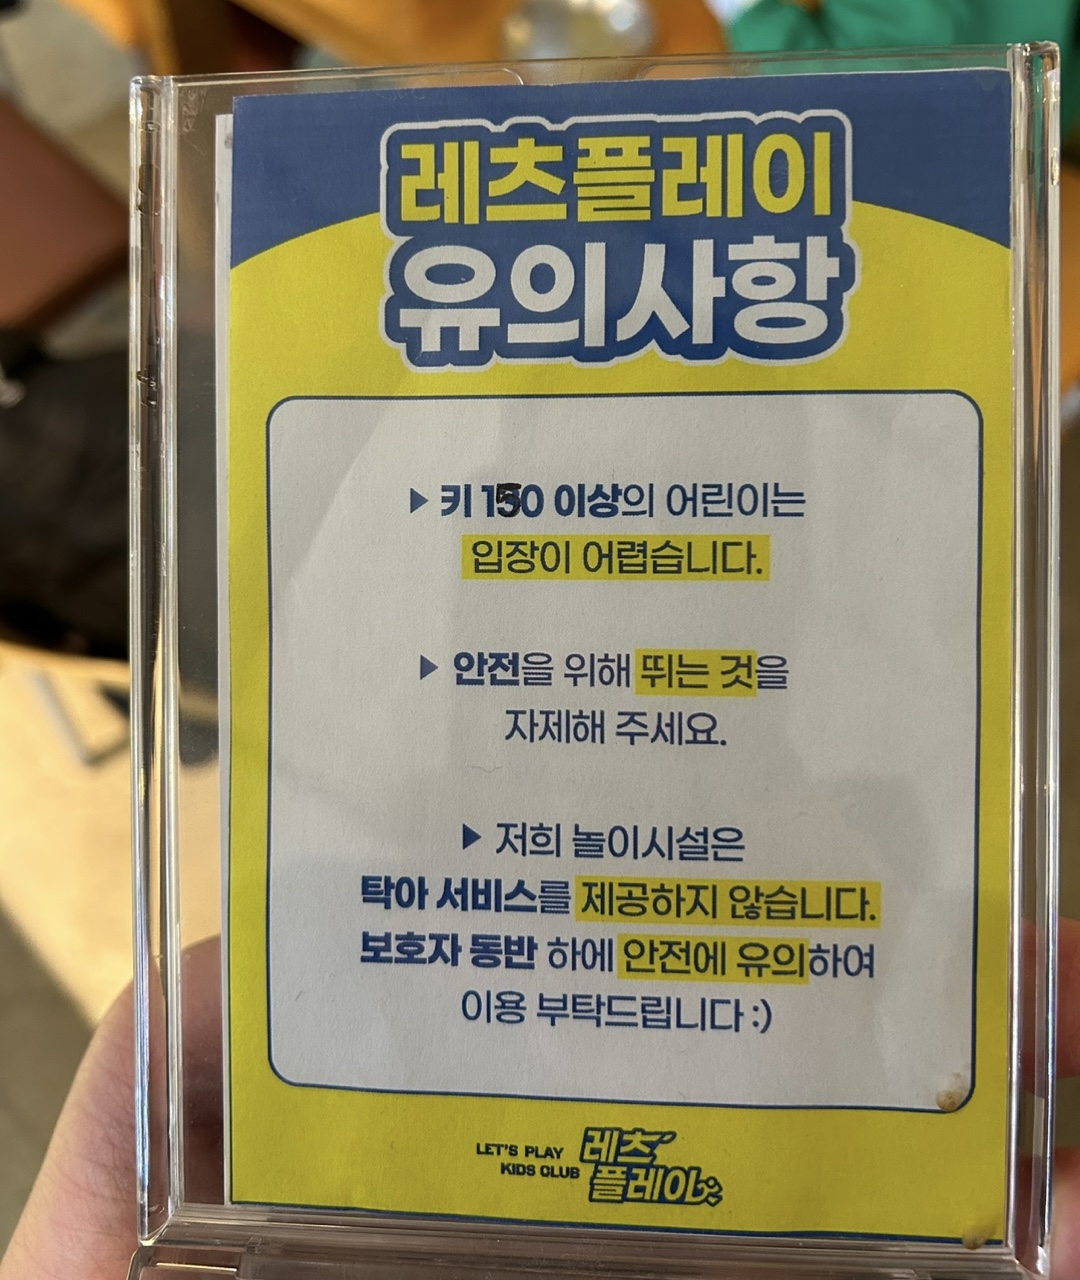 레츠플레이
유의사항
▶ 키 150 이상의 어린이는
입장이 어렵습니다.
▶ 안전을 위해 뛰는 것을
자제해 주세요.
▶ 저희 놀이시설은
탁아 서비스를 제공하지 않습니다.
보호자 동반 하에 안전에 유의하여
이용 부탁드립니다 :)
LET'S PLAY
KIDS CLUB
레츠
플레이